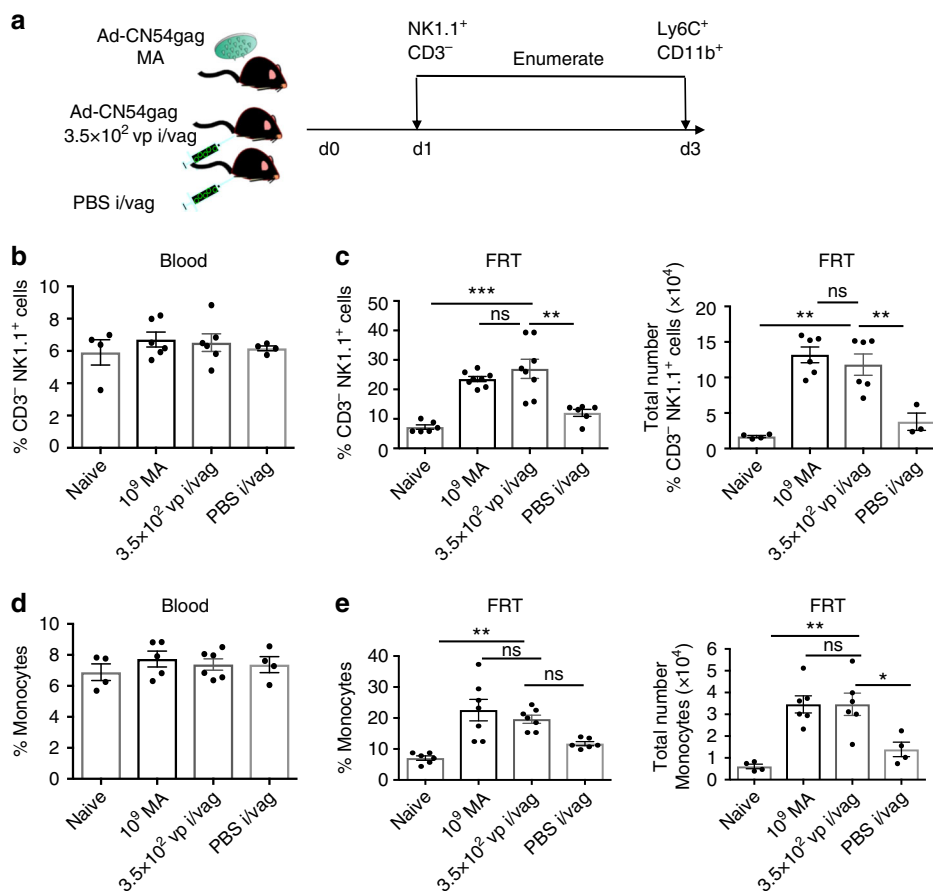 a
Ad-CN54gag
MA
Ad-CN54gag
3.5×10² vp i/vag
PBS i/vag
NK1.1⁺
CD3⁻
Enumerate
Ly6C⁺
CD11b⁺
d0
d1
d3
b
Blood
% CD3⁻ NK1.1⁺ cells
10
8
6
4
2
0
Naive
10⁹ MA
3.5×10² vp i/vag
PBS i/vag
c
FRT
% CD3⁻ NK1.1⁺ cells
50
40
30
20
10
0
***
ns
**
Naive
10⁹ MA
3.5×10² vp i/vag
PBS i/vag
FRT
Total number
% CD3⁻ NK1.1⁺ cells (×10⁴)
20
15
10
5
0
ns
**
**
Naive
10⁹ MA
3.5×10² vp i/vag
PBS i/vag
d
Blood
% Monocytes
12
10
8
6
4
2
0
Naive
10⁹ MA
3.5×10² vp i/vag
PBS i/vag
e
FRT
% Monocytes
40
30
20
10
0
**
ns
ns
Naive
10⁹ MA
3.5×10² vp i/vag
PBS i/vag
FRT
Total number
Monocytes (×10⁴)
6
5
4
3
2
1
0
**
ns
*
Naive
10⁹ MA
3.5×10² vp i/vag
PBS i/vag